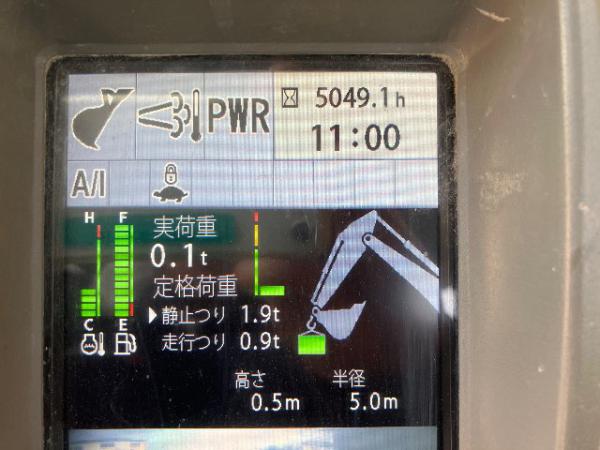 PWR
5049.1h
11:00
A/I
H F
実荷重
0.1t
定格荷重
▶静止つり 1.9t
走行つり 0.9t
C E
高さ 半径
0.5m 5.0m